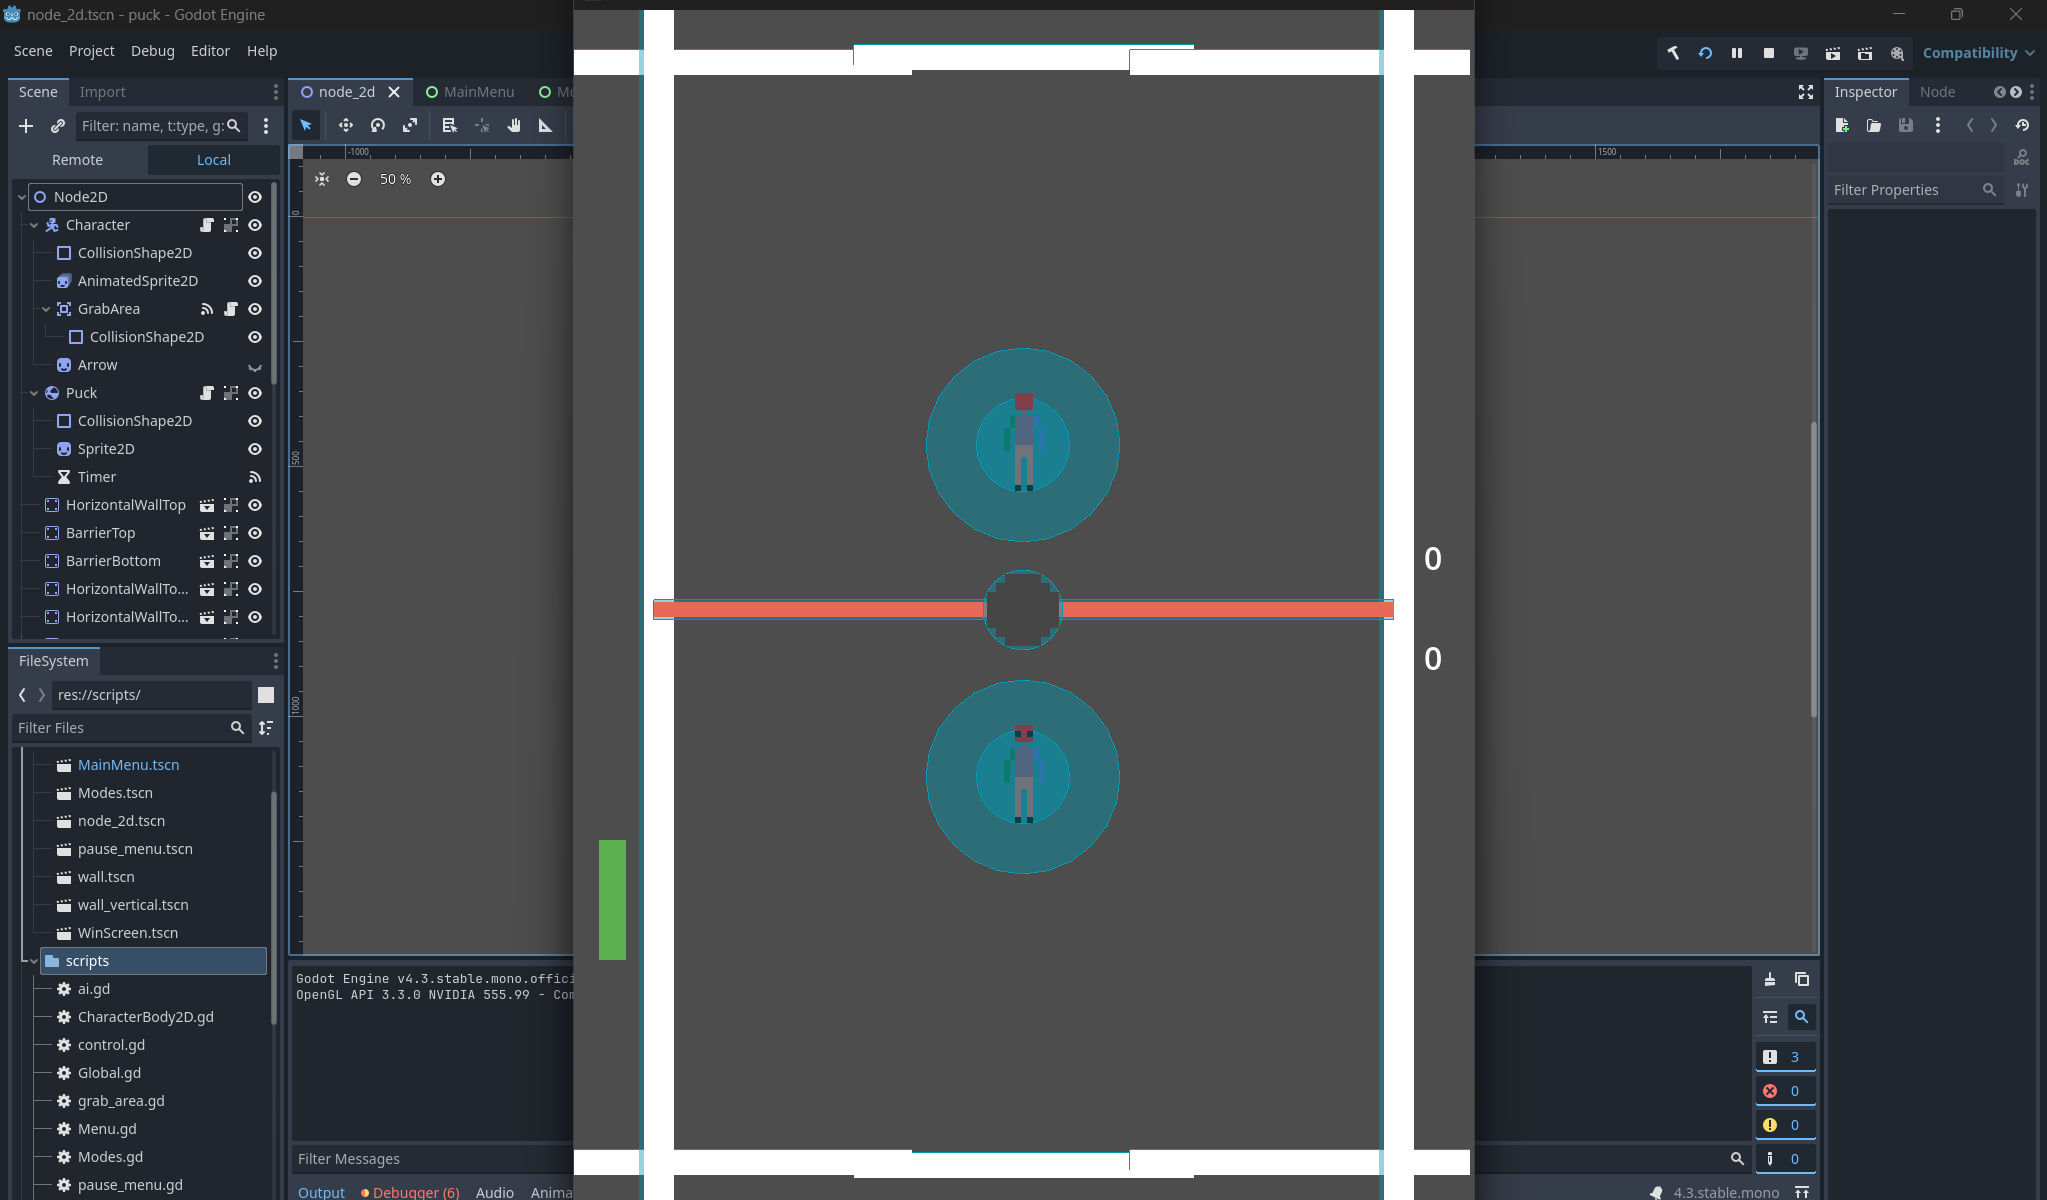 node_2d.tscn - puck - Godot Engine
Scene Project Debug Editor Help
Compatibility
Scene Import
node_2d MainMenu
Inspector Node
Filter: name, t:type, g:
Remote Local
-1000
1500
50 %
0
500
1000
Filter Properties
Node2D
Character
CollisionShape2D
AnimatedSprite2D
GrabArea
CollisionShape2D
Arrow
Puck
CollisionShape2D
Sprite2D
Timer
HorizontalWallTop
BarrierTop
BarrierBottom
HorizontalWallTo...
HorizontalWallTo...
0
0
FileSystem
res://scripts/
Filter Files
MainMenu.tscn
Modes.tscn
node_2d.tscn
pause_menu.tscn
wall.tscn
wall_vertical.tscn
WinScreen.tscn
scripts
ai.gd
CharacterBody2D.gd
control.gd
Global.gd
grab_area.gd
Menu.gd
Modes.gd
pause_menu.gd
Godot Engine v4.3.stable.mono.offici
OpenGL API 3.3.0 NVIDIA 555.99 - Com
DOC
3
0
0
0
Filter Messages
Output Debugger (6) Audio Anima
4.3.stable.mono